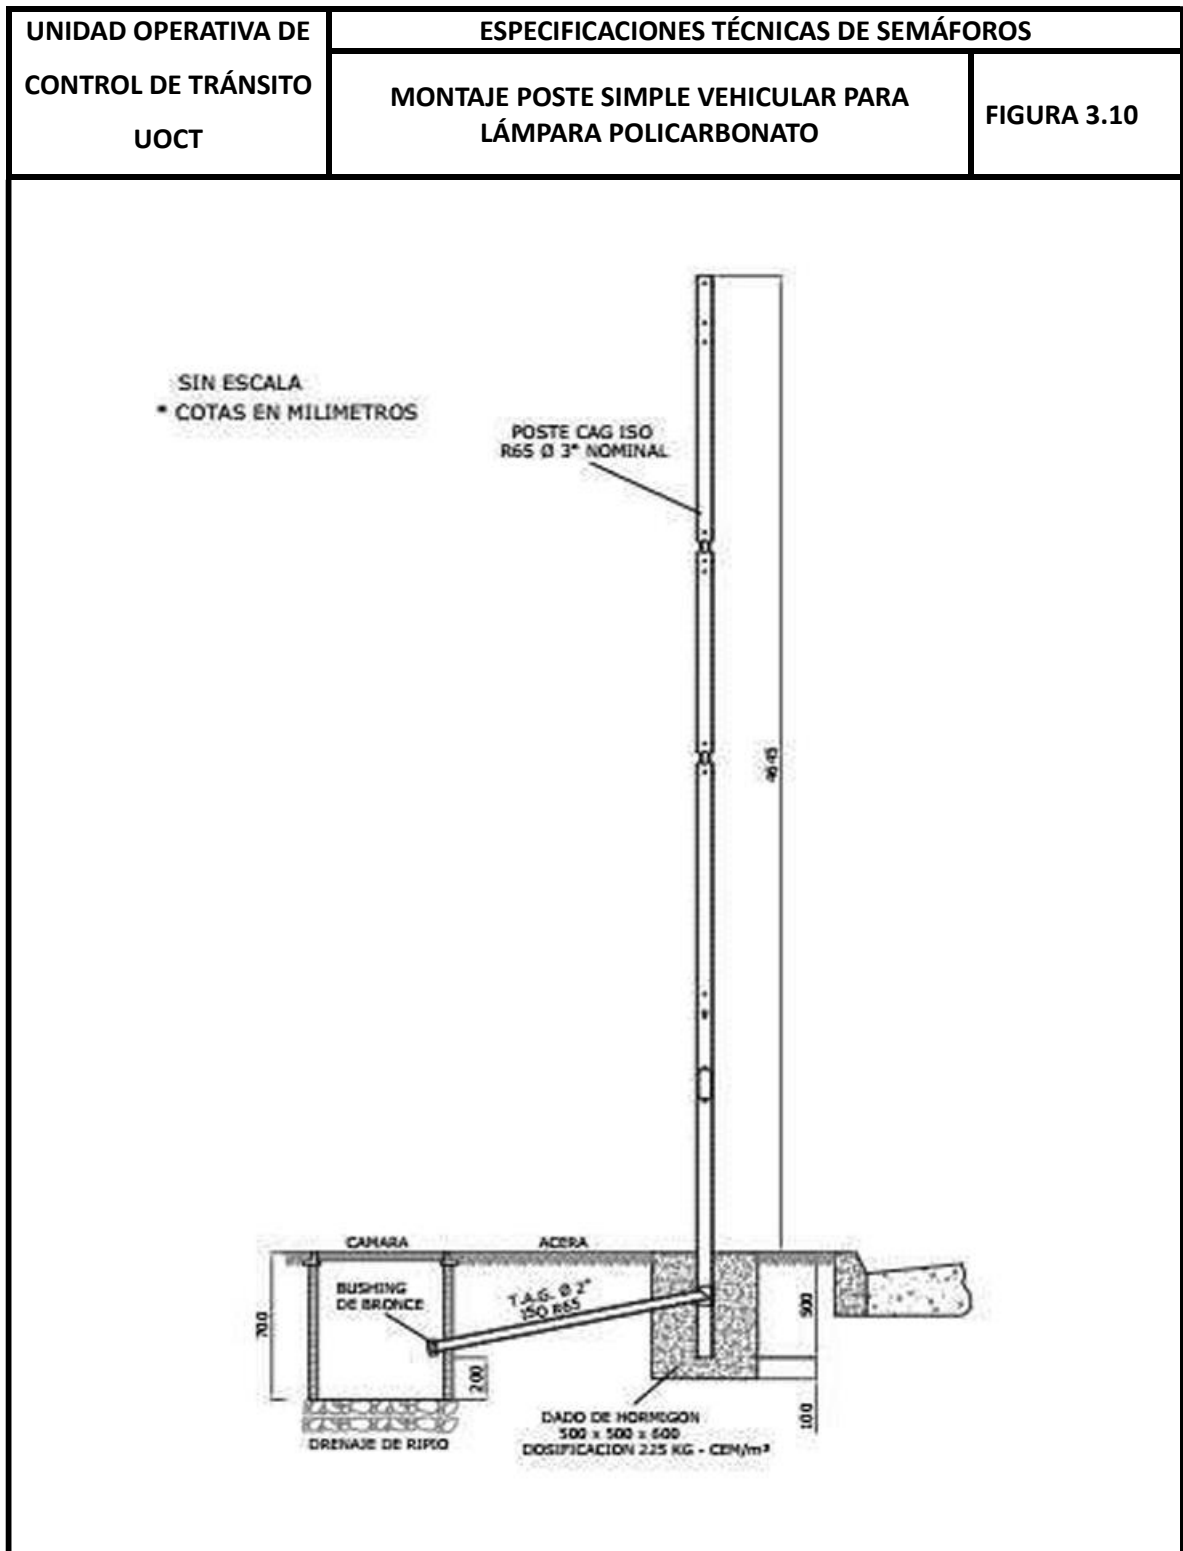 UNIDAD OPERATIVA DE
CONTROL DE TRÁNSITO
UOCT
ESPECIFICACIONES TÉCNICAS DE SEMÁFOROS
MONTAJE POSTE SIMPLE VEHICULAR PARA
LÁMPARA POLICARBONATO
FIGURA 3.10
SIN ESCALA
* COTAS EN MILIMETROS
POSTE CAG ISO
R65 Ø 3" NOMINAL
4645
CAMARA
ACERA
BUSHING
DE BRONCE
T.A.G. Ø 2"
ISO R65
700
200
500
100
DADO DE HORMIGON
500 x 500 x 600
DOSIFICACION 225 KG - CEM/m³
DRENAJE DE RIPIO